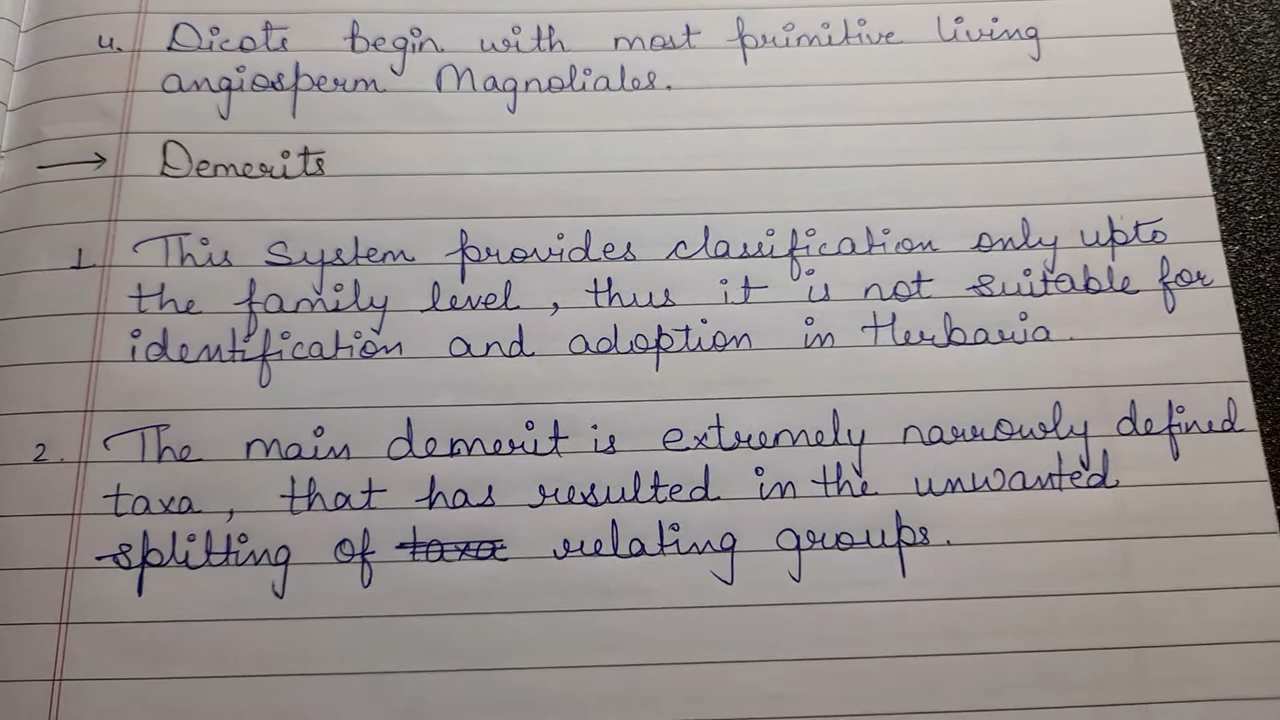 4. Dicots begin with most primitive living
angiosperm Magnoliales.
→ Demerits
1. This System provides classification only upto
the family level, thus it is not suitable for
identification and adoption in Herbaria.
2. The main demerit is extremely narrowly defined
taxa, that has resulted in the unwanted
splitting of taxa relating groups.